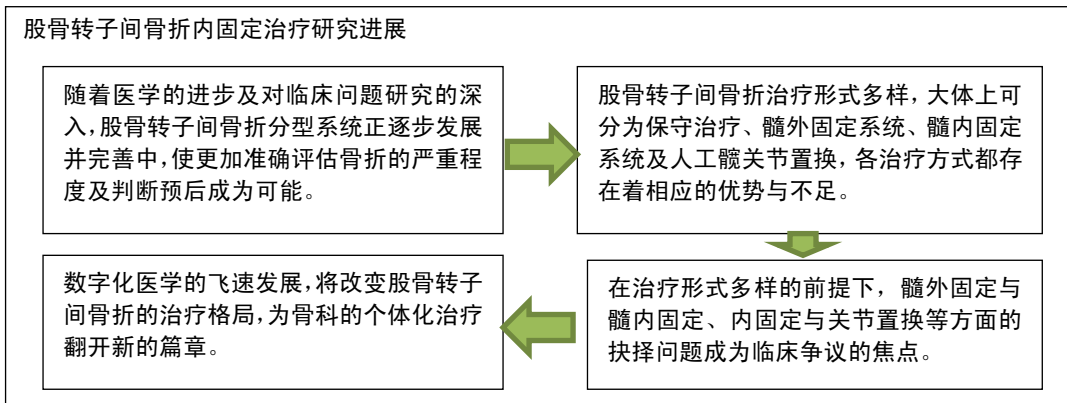 股骨转子间骨折内固定治疗研究进展
随着医学的进步及对临床问题研究的深
入，股骨转子间骨折分型系统正逐步发展
并完善中，使更加准确评估骨折的严重程
度及判断预后成为可能。
股骨转子间骨折治疗形式多样，大体上可
分为保守治疗、髓外固定系统、髓内固定
系统及人工髋关节置换，各治疗方式都存
在着相应的优势与不足。
在治疗形式多样的前提下，髓外固定与
髓内固定、内固定与关节置换等方面的
抉择问题成为临床争议的焦点。
数字化医学的飞速发展，将改变股骨转子
间骨折的治疗格局，为骨科的个体化治疗
翻开新的篇章。